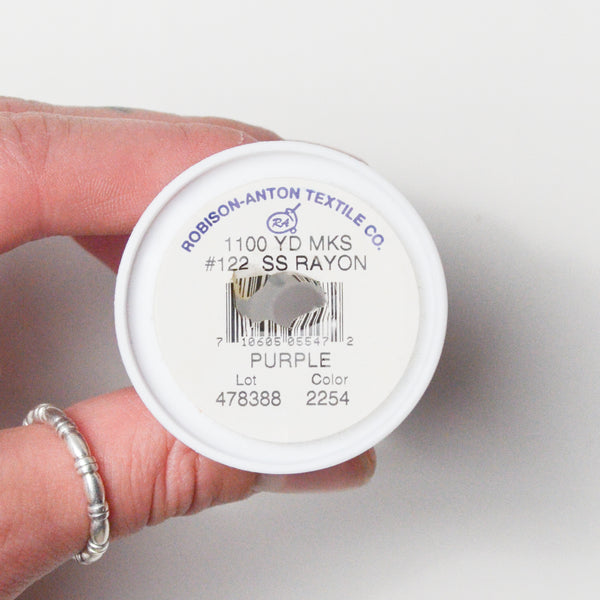 ROBISON-ANTON TEXTILE CO.
RA
1100 YD MKS
#122 SS RAYON
7 10605 05547 2
PURPLE
Lot Color
478388 2254